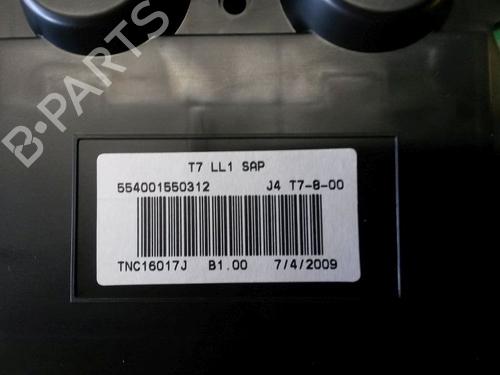 B-PARTS
T7 LL1 SAP
554001550312 J4 T7-8-00
TNC16017J B1.00 7/4/2009